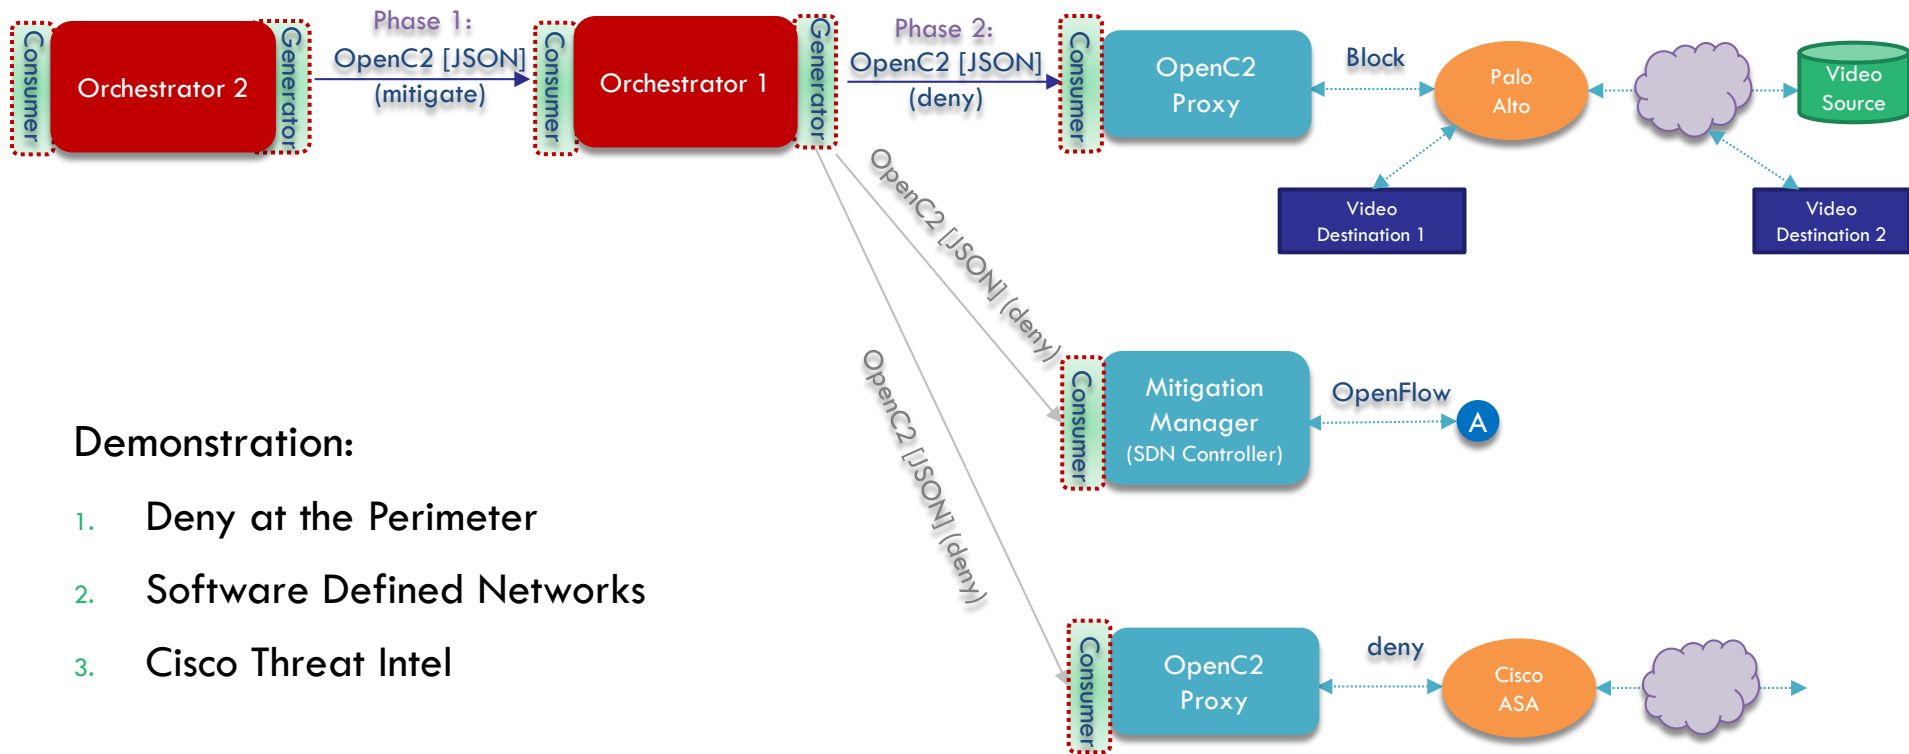 Consumer
Orchestrator 2
Generator
Phase 1:
OpenC2 [JSON]
(mitigate)
Consumer
Orchestrator 1
Generator
Phase 2:
OpenC2 [JSON]
(deny)
Consumer
OpenC2
Proxy
Block
Palo
Alto
Video
Source
Video
Destination 1
Video
Destination 2
OpenC2 [JSON] (deny)
Consumer
Mitigation
Manager
(SDN Controller)
OpenFlow
A
OpenC2 [JSON] (deny)
Consumer
OpenC2
Proxy
deny
Cisco
ASA
Demonstration:
1. Deny at the Perimeter
2. Software Defined Networks
3. Cisco Threat Intel